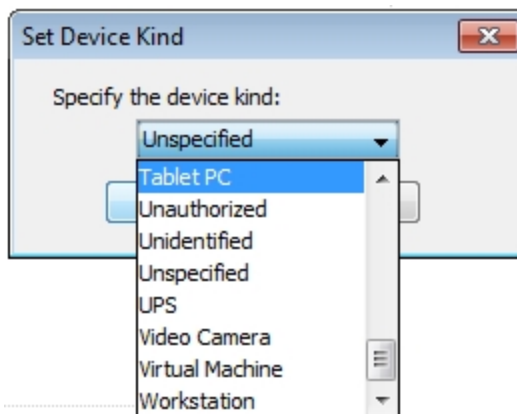 Set Device Kind
Specify the device kind:
Unspecified
Tablet PC
Unauthorized
Unidentified
Unspecified
UPS
Video Camera
Virtual Machine
Workstation